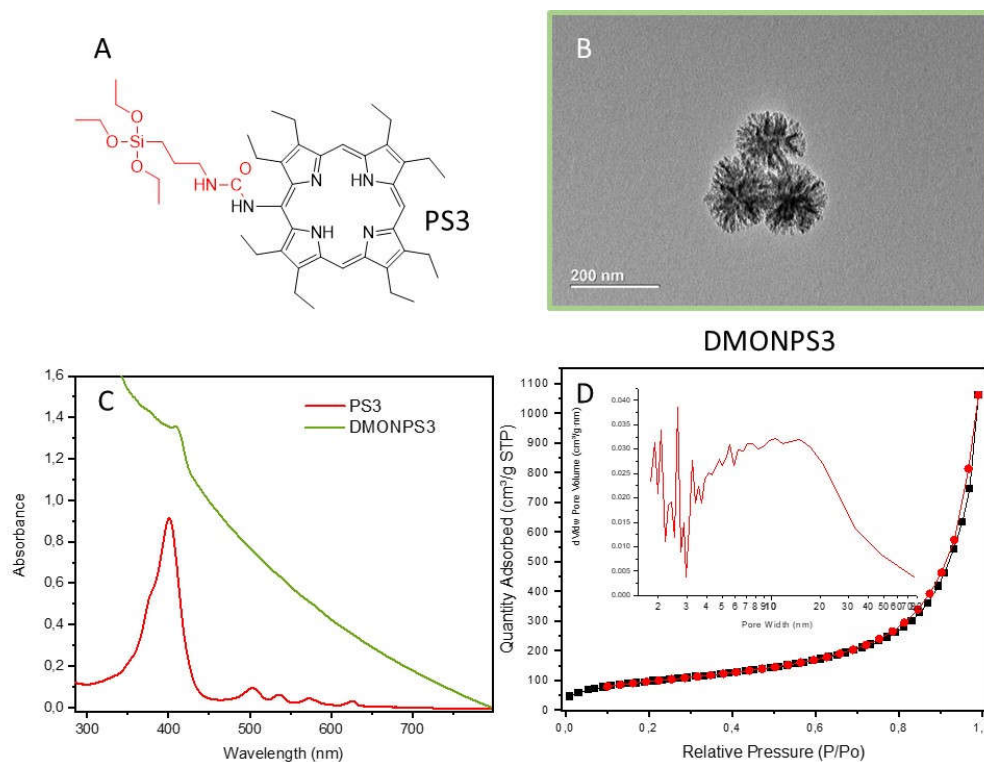 A
O
O
Si
O
O
HN
C
HN
N
HN
NH
N
PS3
B
200 nm
DMONPS3
C
1,6
1,4
1,2
1,0
0,8
0,6
0,4
0,2
0,0
Absorbance
PS3
DMONPS3
300 400 500 600 700
Wavelength (nm)
D
1100
1000
900
800
700
600
500
400
300
200
100
0
Quantity Adsorbed (cm³/g STP)
0.040
0.035
0.030
0.025
0.020
0.015
0.010
0.005
0.000
dV/dw Pore Volume (cm³/g nm)
2 3 4 5 6 7 8 9 10 20 30 40 50 60 70
Pore Width (nm)
0,0 0,2 0,4 0,6 0,8 1,
Relative Pressure (P/Po)